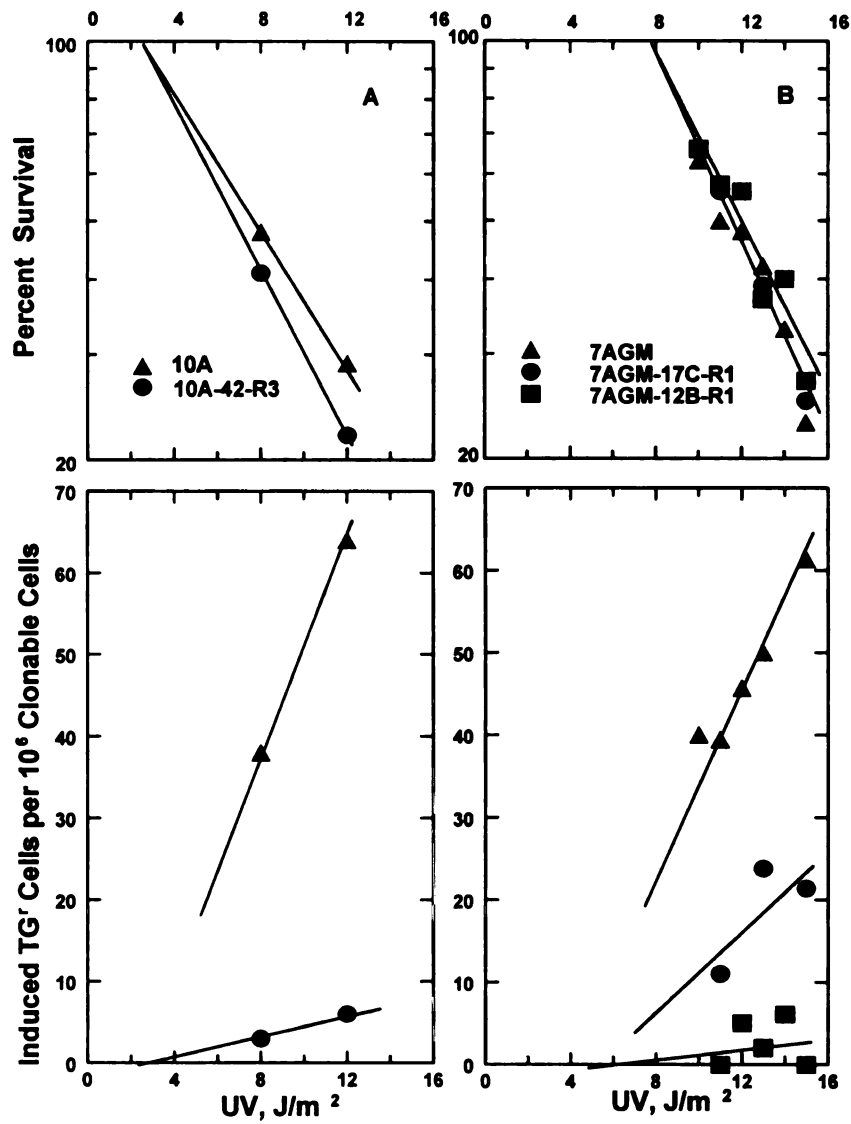 0 4 8 12 16
0 4 8 12 16
100
100
A
B
Percent Survival
10A
10A-42-R3
7AGM
7AGM-17C-R1
7AGM-12B-R1
20
20
70
60
50
40
30
20
10
0
70
60
50
40
30
20
10
0
Induced TGʳ Cells per 10⁶ Clonable Cells
0 4 8 12 16
0 4 8 12 16
UV, J/m ²
UV, J/m ²